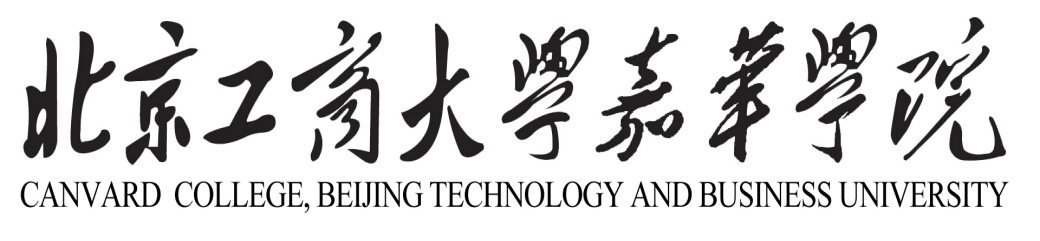 北京工商大學嘉華學院
CANVARD COLLEGE, BEIJING TECHNOLOGY AND BUSINESS UNIVERSITY